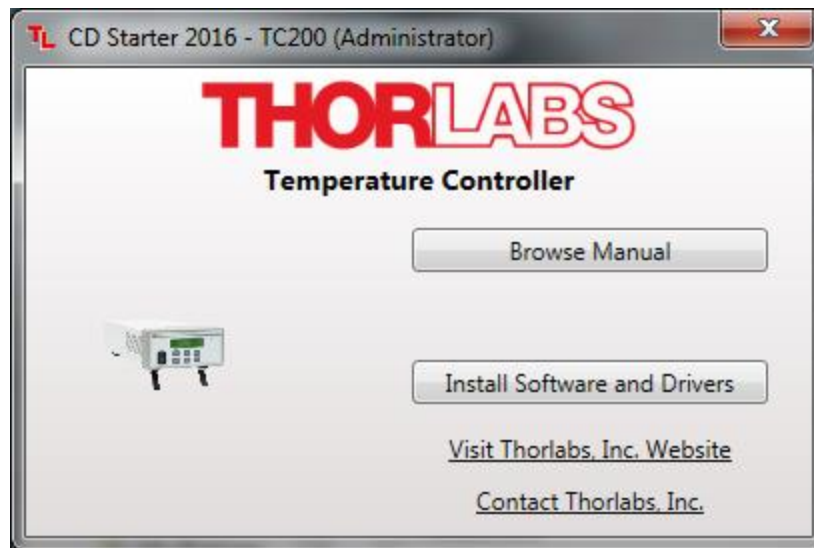 TL CD Starter 2016 - TC200 (Administrator)
THORLABS
Temperature Controller
Browse Manual
Install Software and Drivers
Visit Thorlabs, Inc. Website
Contact Thorlabs, Inc.